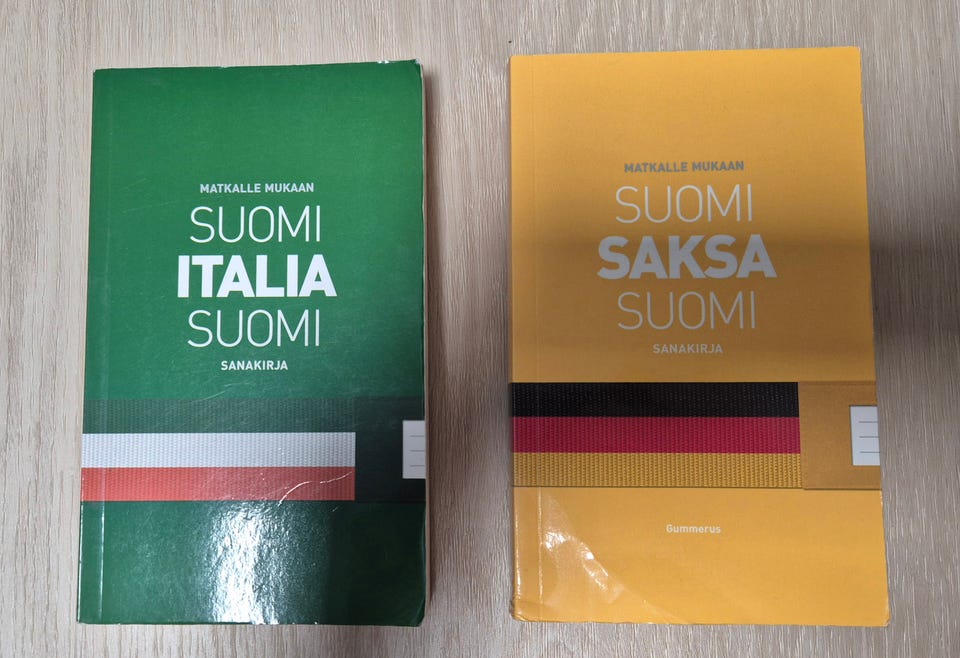 MATKALLE MUKAAN
SUOMI
ITALIA
SUOMI
SANAKIRJA
MATKALLE MUKAAN
SUOMI
SAKSA
SUOMI
SANAKIRJA
Gummerus